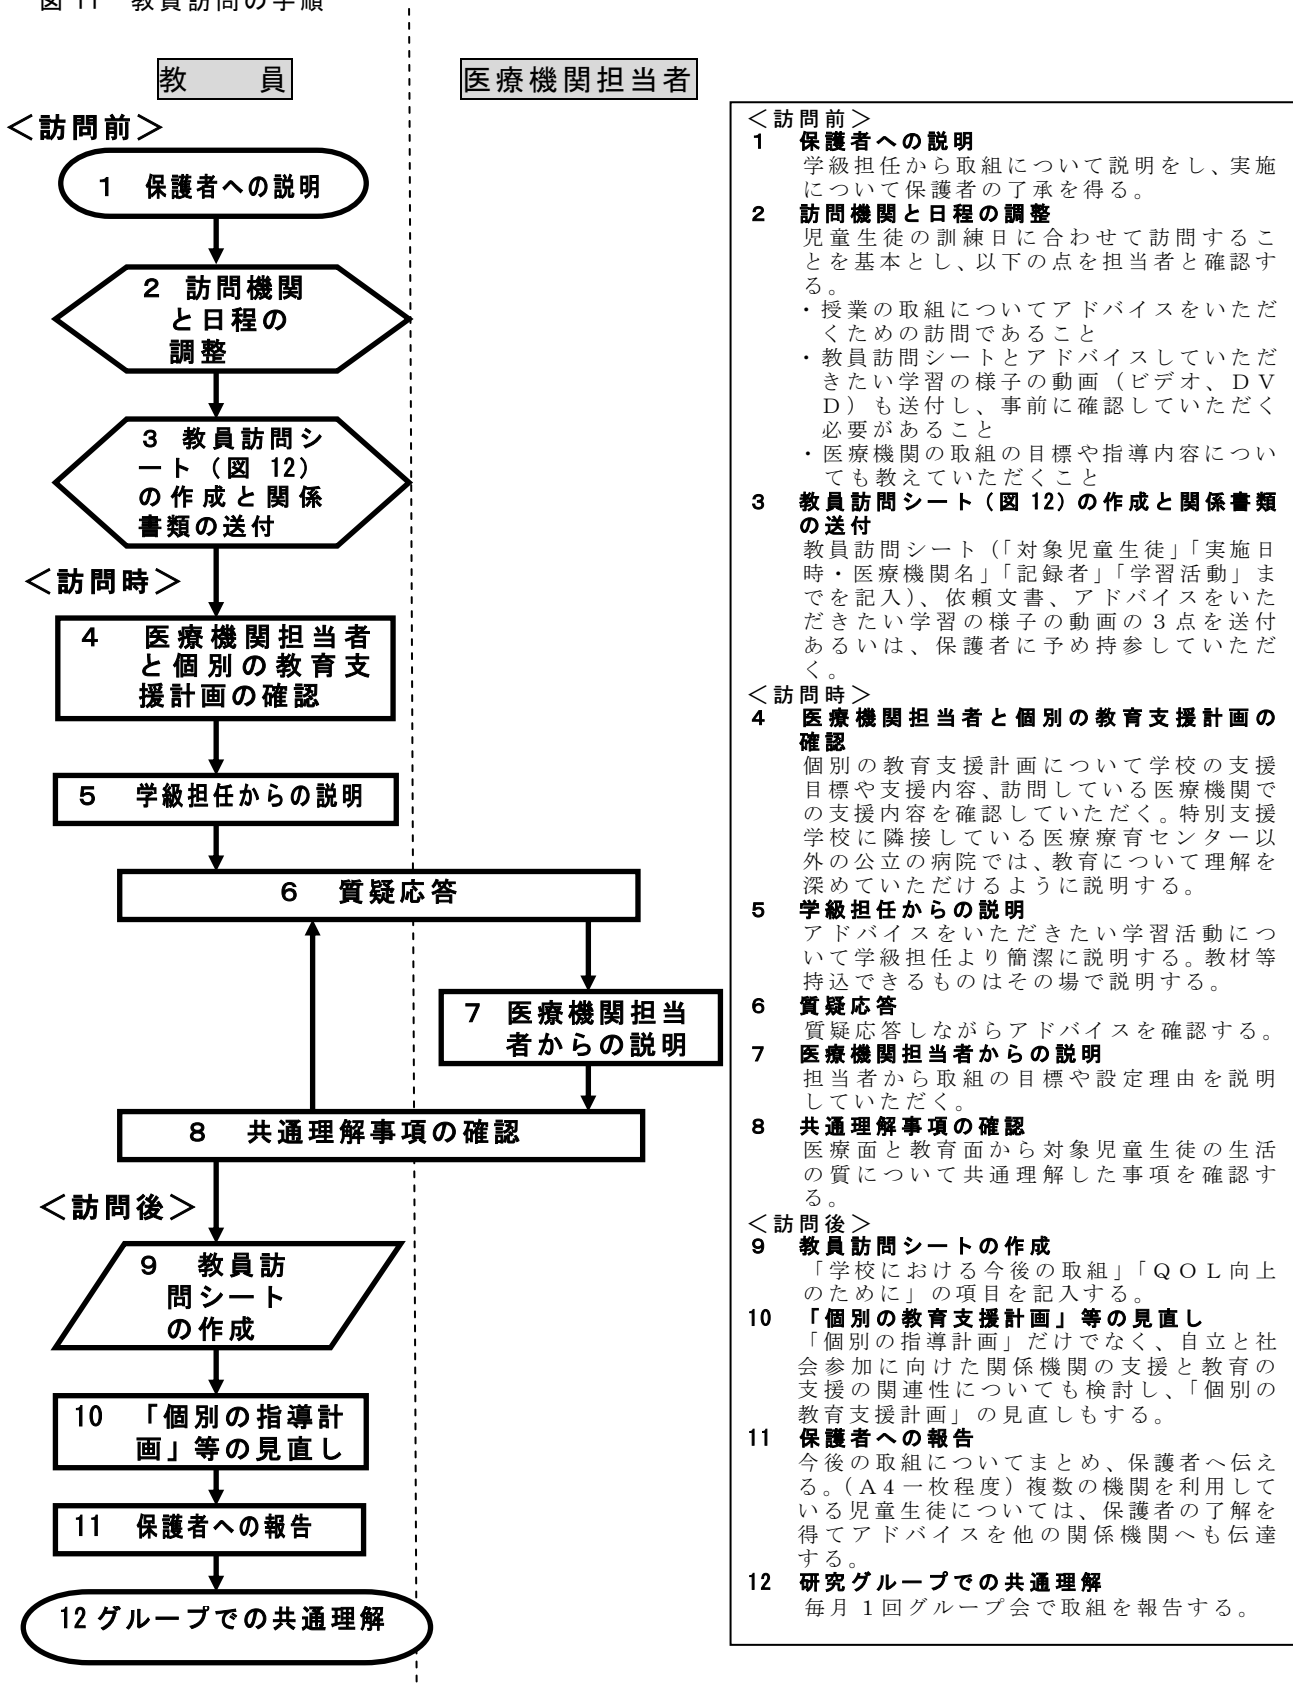 図 11 教員訪問の手順
教 員
医療機関担当者
＜訪問前＞
1 保護者への説明
2 訪問機関
と日程の
調整
3 教員訪問シ
ート（図 12）
の作成と関係
書類の送付
＜訪問時＞
4 医療機関担当者
と個別の教育支
援計画の確認
5 学級担任からの説明
6 質疑応答
7 医療機関担当
者からの説明
8 共通理解事項の確認
＜訪問後＞
9 教員訪
問シート
の作成
10 「個別の指導計
画」等の見直し
11 保護者への報告
12 グループでの共通理解
＜訪問前＞
1 保護者への説明
学級担任から取組について説明をし、実施
について保護者の了承を得る。
2 訪問機関と日程の調整
児童生徒の訓練日に合わせて訪問するこ
とを基本とし、以下の点を担当者と確認す
る。
・授業の取組についてアドバイスをいただ
くための訪問であること
・教員訪問シートとアドバイスしていただ
きたい学習の様子の動画（ビデオ、ＤＶ
Ｄ）も送付し、事前に確認していただく
必要があること
・医療機関の取組の目標や指導内容につい
ても教えていただくこと
3 教員訪問シート（図 12）の作成と関係書類
の送付
教員訪問シート（「対象児童生徒」「実施日
時・医療機関名」「記録者」「学習活動」ま
でを記入）、依頼文書、アドバイスをいた
だきたい学習の様子の動画の３点を送付
あるいは、保護者に予め持参していただ
く。
＜訪問時＞
4 医療機関担当者と個別の教育支援計画の
確認
個別の教育支援計画について学校の支援
目標や支援内容、訪問している医療機関で
の支援内容を確認していただく。特別支援
学校に隣接している医療療育センター以
外の公立の病院では、教育について理解を
深めていただけるように説明する。
5 学級担任からの説明
アドバイスをいただきたい学習活動につ
いて学級担任より簡潔に説明する。教材等
持込できるものはその場で説明する。
6 質疑応答
質疑応答しながらアドバイスを確認する。
7 医療機関担当者からの説明
担当者から取組の目標や設定理由を説明
していただく。
8 共通理解事項の確認
医療面と教育面から対象児童生徒の生活
の質について共通理解した事項を確認す
る。
＜訪問後＞
9 教員訪問シートの作成
「学校における今後の取組」「ＱＯＬ向上
のために」の項目を記入する。
10 「個別の教育支援計画」等の見直し
「個別の指導計画」だけでなく、自立と社
会参加に向けた関係機関の支援と教育の
支援の関連性についても検討し、「個別の
教育支援計画」の見直しもする。
11 保護者への報告
今後の取組についてまとめ、保護者へ伝え
る。（Ａ４一枚程度）複数の機関を利用して
いる児童生徒については、保護者の了解を
得てアドバイスを他の関係機関へも伝達
する。
12 研究グループでの共通理解
毎月１回グループ会で取組を報告する。